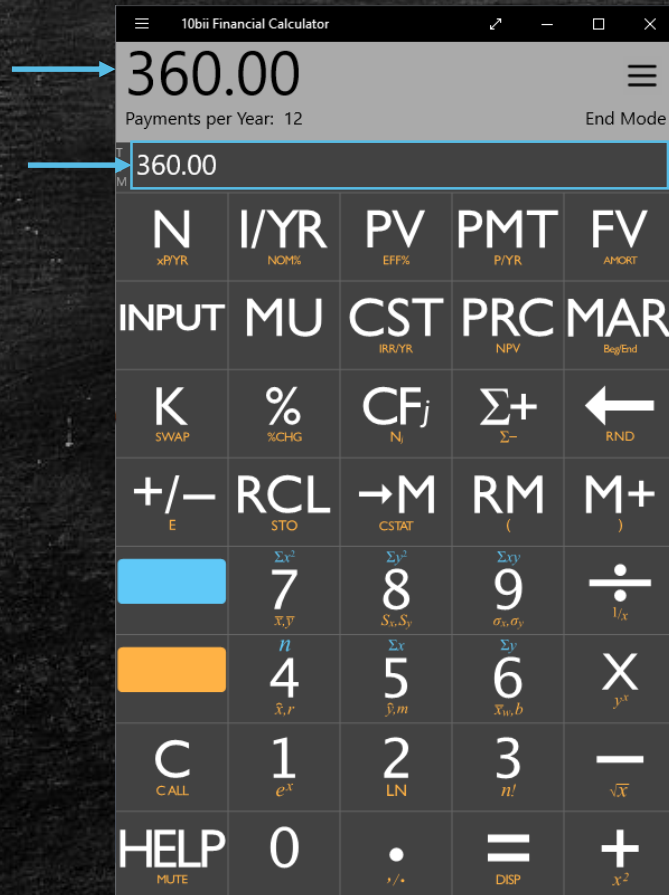 10bii Financial Calculator
360.00
Payments per Year: 12 End Mode
T
360.00
M
N I/YR PV PMT FV
xP/YR NOM% EFF% P/YR AMORT
INPUT MU CST PRC MAR
IRR/YR NPV Beg/End
K % CFj Σ+ ←
SWAP %CHG Nj Σ− RND
+/− RCL →M RM M+
E STO CSTAT ( )
Σx² Σy² Σxy
7 8 9 ÷
x̅,y̅ Sx,Sy σx,σy 1/x
n Σx Σy
4 5 6 X
x̂,r ŷ,m x̅w,b yˣ
C 1 2 3 −
C ALL eˣ LN n! √x
HELP 0 . = +
MUTE ,/. DISP x²